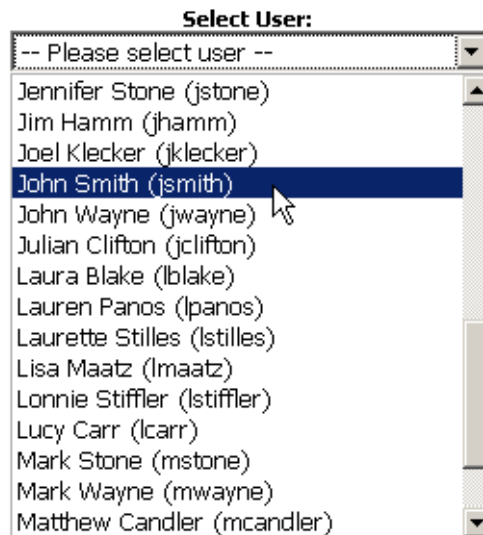 Select User:
-- Please select user --
Jennifer Stone (jstone)
Jim Hamm (jhamm)
Joel Klecker (jklecker)
John Smith (jsmith)
John Wayne (jwayne)
Julian Clifton (jclifton)
Laura Blake (lblake)
Lauren Panos (lpanos)
Laurette Stilles (lstilles)
Lisa Maatz (lmaatz)
Lonnie Stiffler (lstiffler)
Lucy Carr (lcarr)
Mark Stone (mstone)
Mark Wayne (mwayne)
Matthew Candler (mcandler)